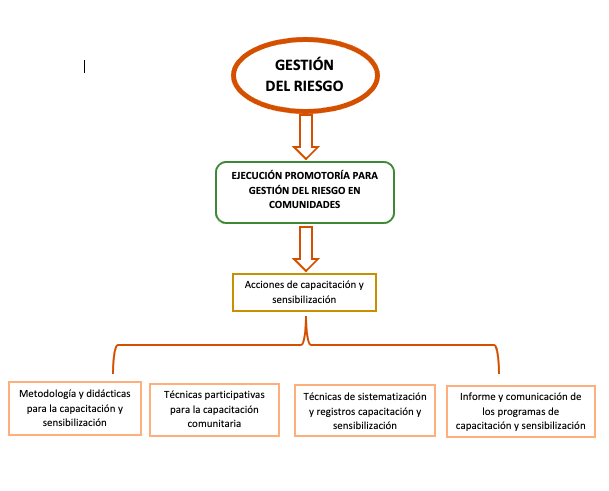 GESTIÓN
DEL RIESGO
EJECUCIÓN PROMOTORÍA PARA
GESTIÓN DEL RIESGO EN
COMUNIDADES
Acciones de capacitación y
sensibilización
Metodología y didácticas
para la capacitación y
sensibilización
Técnicas participativas
para la capacitación
comunitaria
Técnicas de sistematización
y registros capacitación y
sensibilización
Informe y comunicación de
los programas de
capacitación y sensibilización